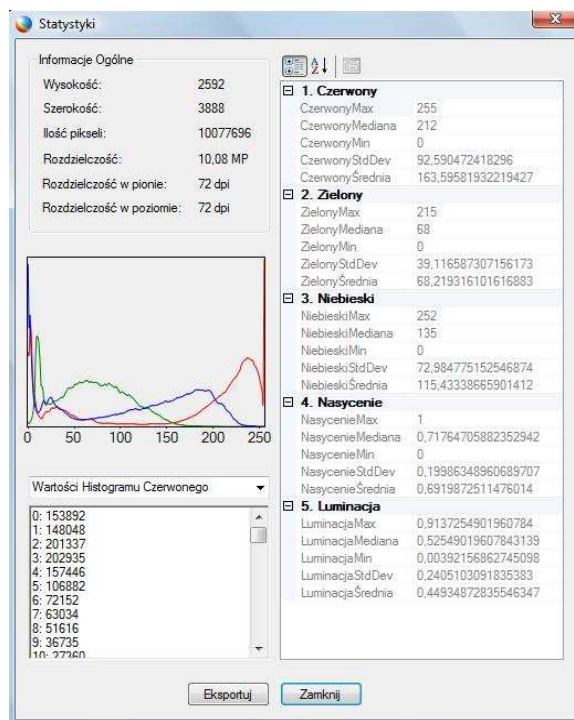 Statystyki
Informacje Ogólne
Wysokość: 2592
Szerokość: 3888
Ilość pikseli: 10077696
Rozdzielczość: 10,08 MP
Rozdzielczość w pionie: 72 dpi
Rozdzielczość w poziomie: 72 dpi
0 50 100 150 200 250
Wartości Histogramu Czerwonego
0: 153892
1: 148048
2: 201337
3: 202935
4: 157446
5: 106882
6: 72152
7: 63034
8: 51616
9: 36735
10: 27360
1. Czerwony
CzerwonyMax 255
CzerwonyMediana 212
CzerwonyMin 0
CzerwonyStdDev 92,590472418296
CzerwonyŚrednia 163,59581932219427
2. Zielony
ZielonyMax 215
ZielonyMediana 68
ZielonyMin 0
ZielonyStdDev 39,116587307156173
ZielonyŚrednia 68,219316101616883
3. Niebieski
NiebieskiMax 252
NiebieskiMediana 135
NiebieskiMin 0
NiebieskiStdDev 72,984775152546874
NiebieskiŚrednia 115,43338665901412
4. Nasycenie
NasycenieMax 1
NasycenieMediana 0,71764705882352942
NasycenieMin 0
NasycenieStdDev 0,19986348960689707
NasycenieŚrednia 0,6919872511476014
5. Luminacja
LuminacjaMax 0,9137254901960784
LuminacjaMediana 0,52549019607843139
LuminacjaMin 0,00392156862745098
LuminacjaStdDev 0,2405103091835383
LuminacjaŚrednia 0,44934872835546347
Eksportuj
Zamknij